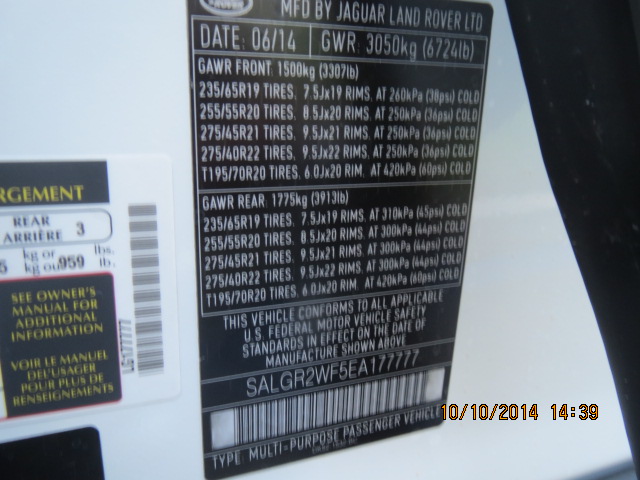 MFD BY JAGUAR LAND ROVER LTD
DATE: 06/14 GWR: 3050kg (6724lb)
GAWR FRONT: 1500kg (3307lb)
235/65R19 TIRES, 7.5Jx19 RIMS, AT 260kPa (38psi) COLD
255/55R20 TIRES, 8.5Jx20 RIMS, AT 250kPa (36psi) COLD
275/45R21 TIRES, 9.5Jx21 RIMS, AT 250kPa (36psi) COLD
275/40R22 TIRES, 9.5Jx22 RIMS, AT 250kPa (36psi) COLD
T195/70R20 TIRES, 6.0Jx20 RIM, AT 420kPa (60psi) COLD
GAWR REAR: 1775kg (3913lb)
235/65R19 TIRES, 7.5Jx19 RIMS, AT 310kPa (45psi) COLD
255/55R20 TIRES, 8.5Jx20 RIMS, AT 300kPa (44psi) COLD
275/45R21 TIRES, 9.5Jx21 RIMS, AT 300kPa (44psi) COLD
275/40R22 TIRES, 9.5Jx22 RIMS, AT 300kPa (44psi) COLD
T195/70R20 TIRES, 6.0Jx20 RIM, AT 420kPa (60psi) COLD
THIS VEHICLE CONFORMS TO ALL APPLICABLE
U.S. FEDERAL MOTOR VEHICLE SAFETY
STANDARDS IN EFFECT ON THE DATE OF
MANUFACTURE SHOWN ABOVE.
SALGR2WF5EA177777
TYPE: MULTI-PURPOSE PASSENGER VEHICLE
RGEMENT
REAR
ARRIÈRE 3
5 kg or kg ou 959 lbs. lb.
SEE OWNER'S
MANUAL FOR
ADDITIONAL
INFORMATION
VOIR LE MANUEL
DEL'USAGER
POUR PLUS DE
RENSEIGNEMENTS
LG177777
10/10/2014 14:39